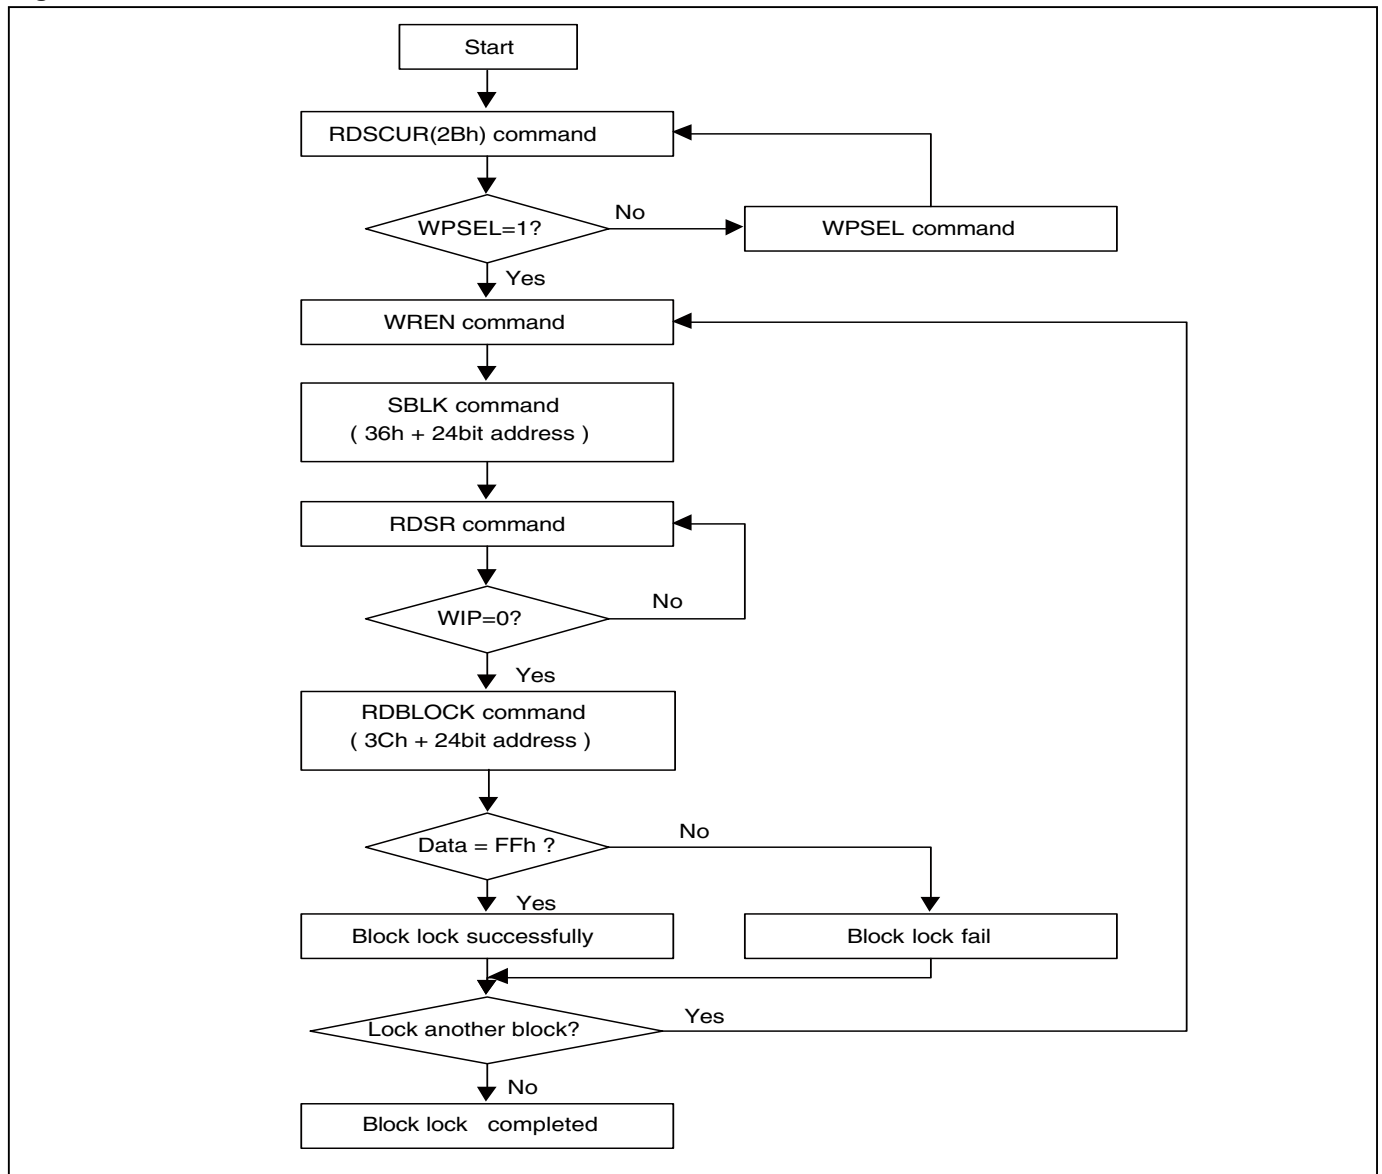 Start
RDSCUR(2Bh) command
WPSEL=1?
No
WPSEL command
Yes
WREN command
SBLK command
( 36h + 24bit address )
RDSR command
WIP=0?
No
Yes
RDBLOCK command
( 3Ch + 24bit address )
Data = FFh ?
No
Yes
Block lock successfully
Block lock fail
Lock another block?
Yes
No
Block lock completed